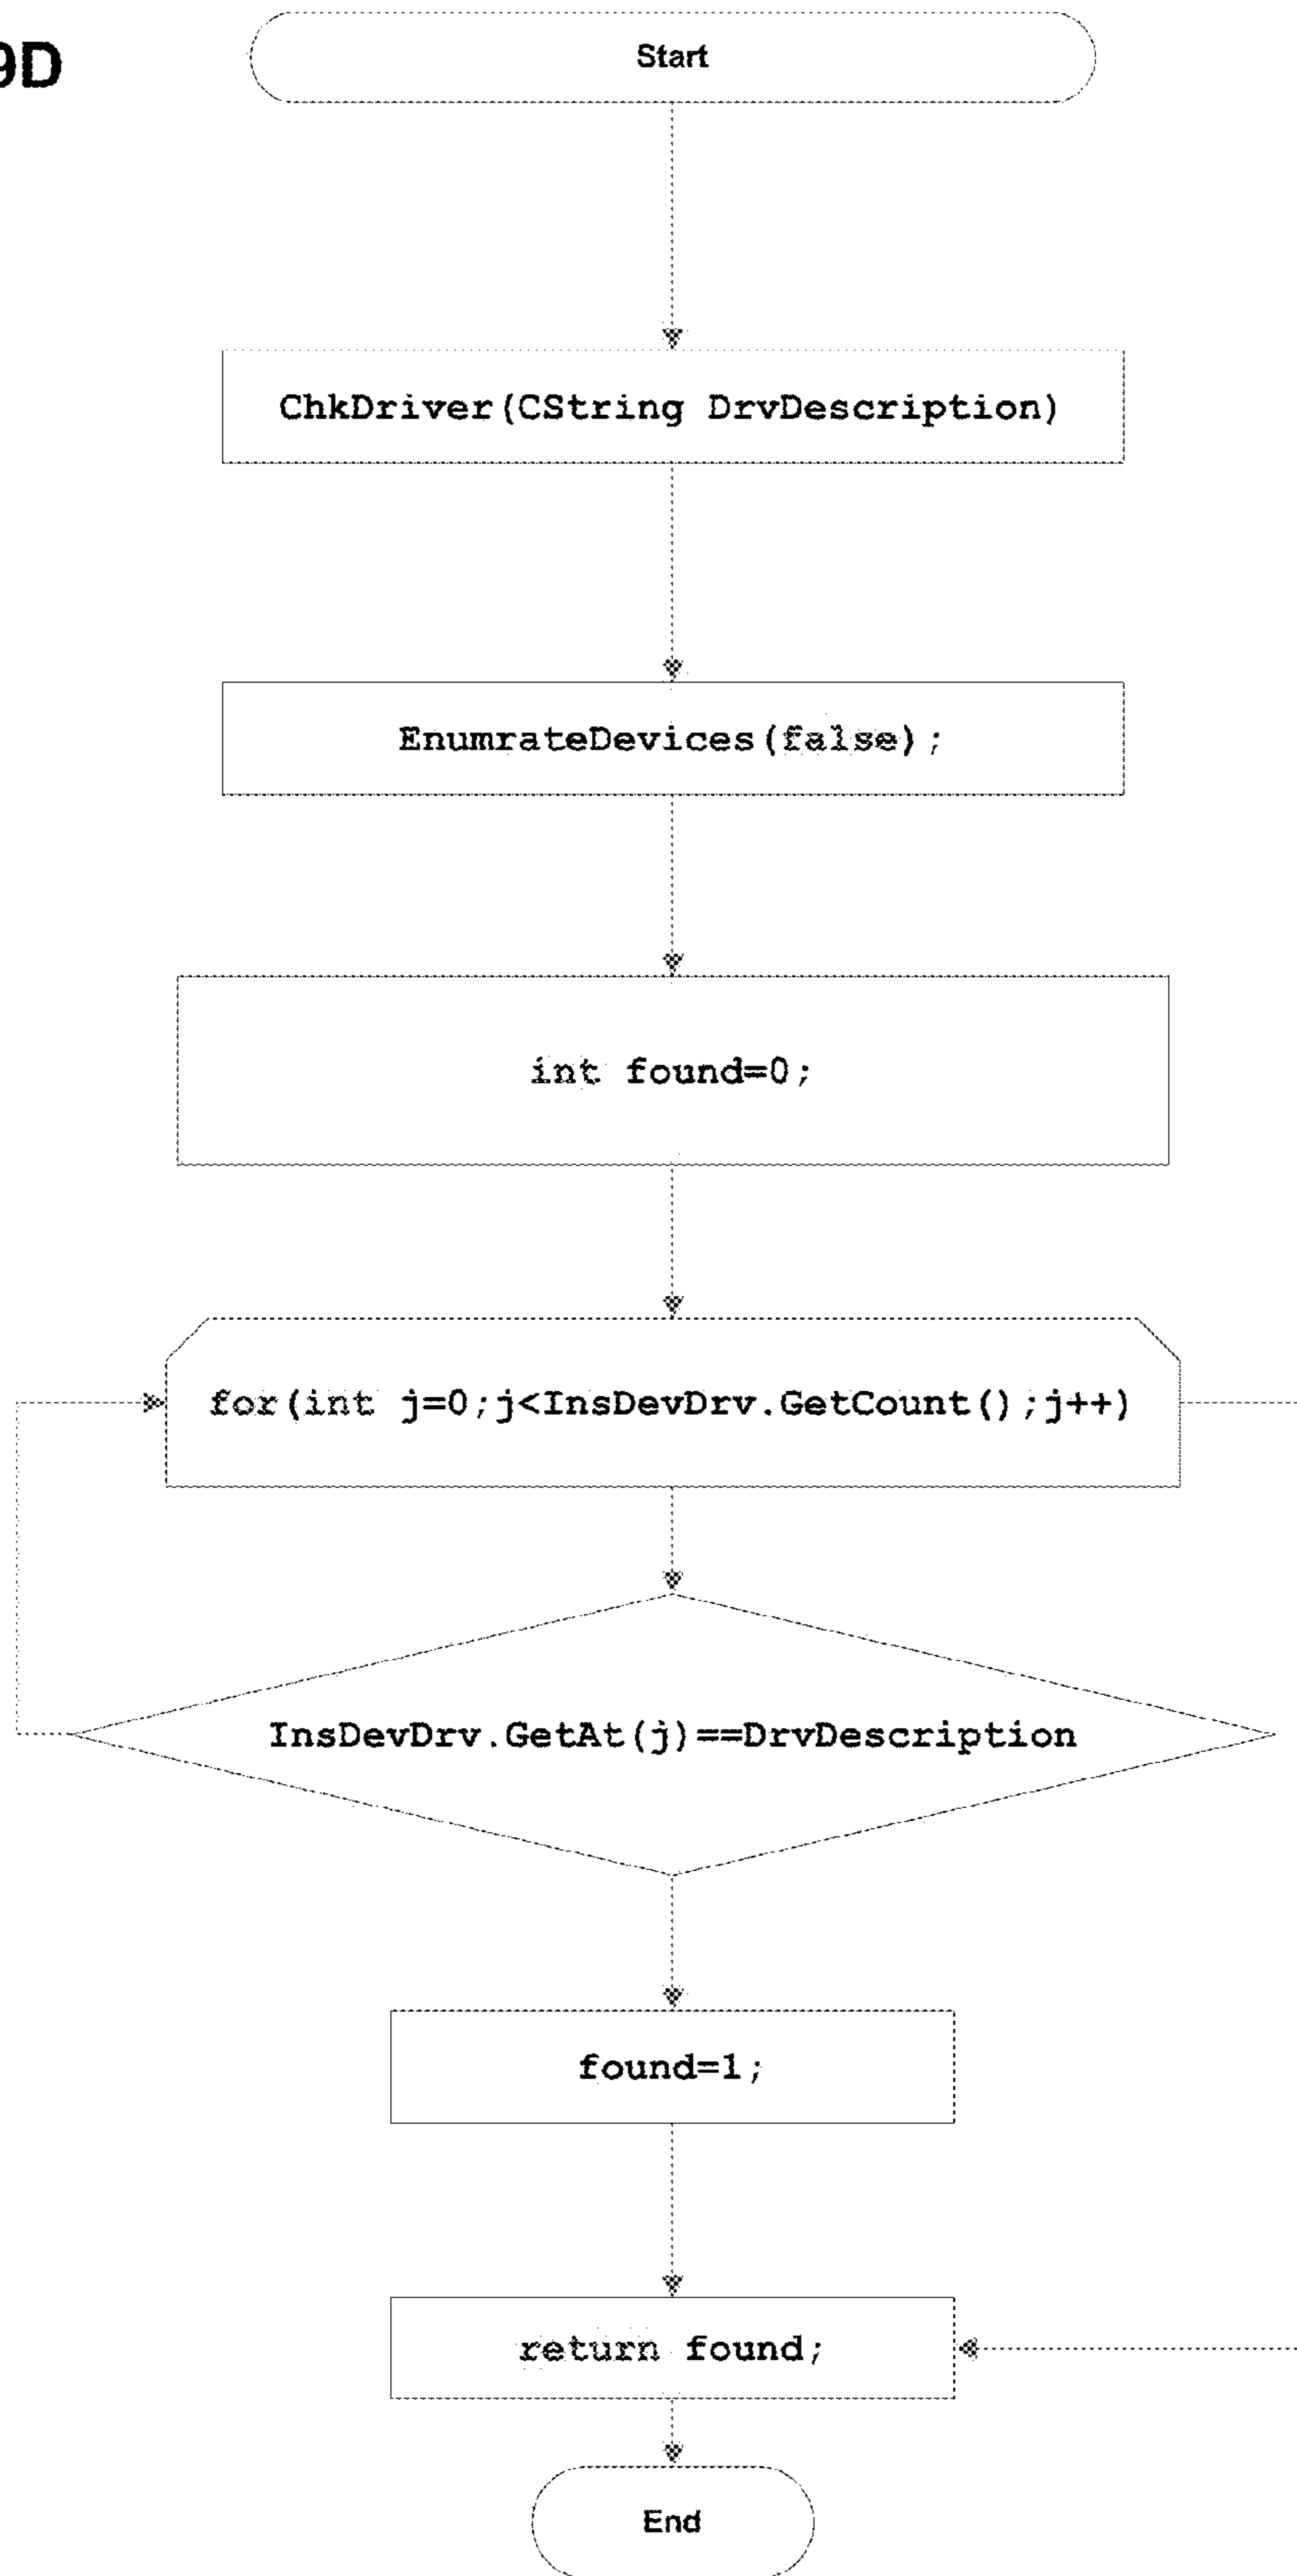 9D
Start
ChkDriver(CString DrvDescription)
EnumrateDevices(false);
int found=0;
for(int j=0;j<InsDevDrv.GetCount();j++)
InsDevDrv.GetAt(j)==DrvDescription
found=1;
return found;
End